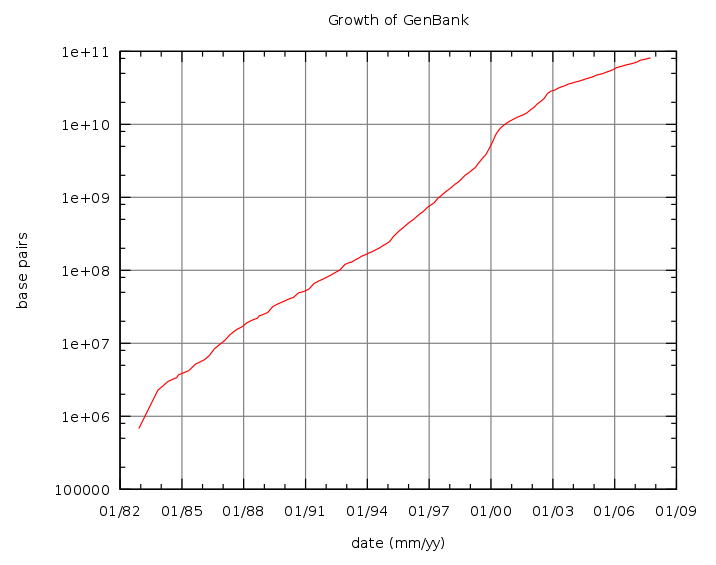 Growth of GenBank
1e+11
1e+10
1e+09
1e+08
1e+07
1e+06
100000
base pairs
01/82 01/85 01/88 01/91 01/94 01/97 01/00 01/03 01/06 01/09
date (mm/yy)